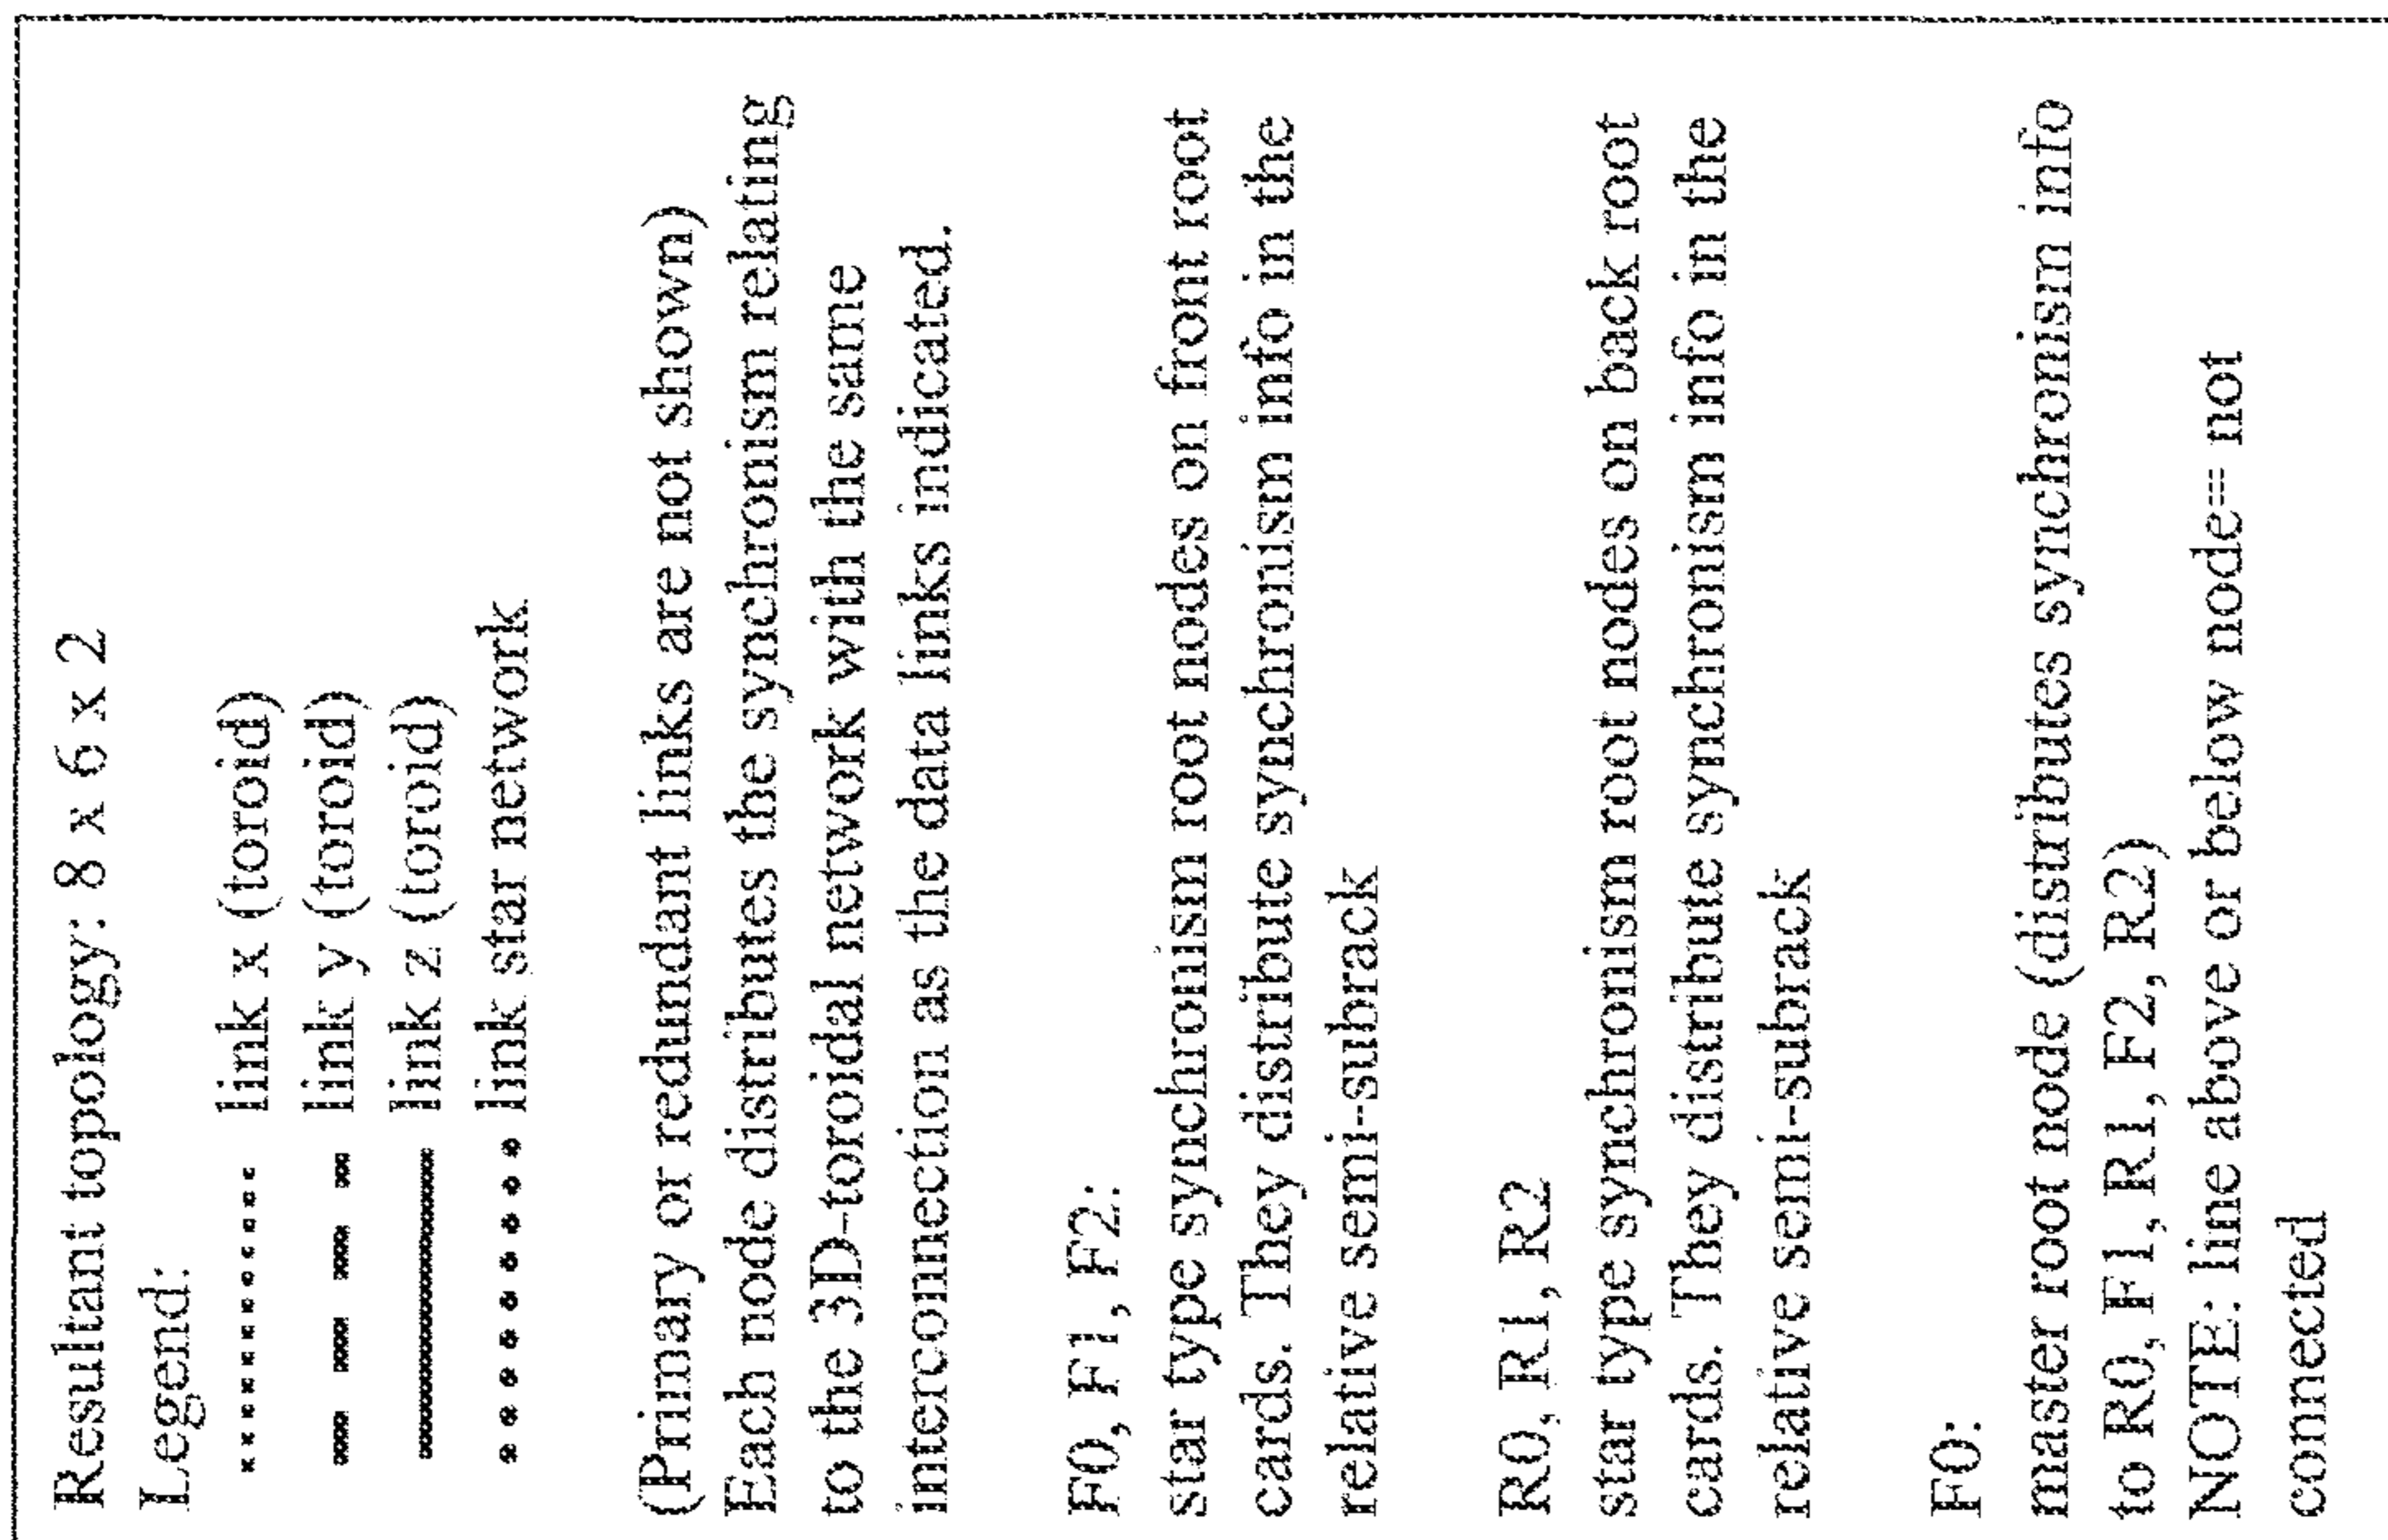 Resultant topology: 8 x 6 x 2
Legend:
link x (toroid)
link y (toroid)
link z (toroid)
link star network
(Primary or redundant links are not shown)
Each node distributes the synchronism relating
to the 3D-toroidal network with the same
interconnection as the data links indicated.
F0, F1, F2:
star type synchronism root nodes on front root
cards. They distribute synchronism info in the
relative semi-subrack
R0, R1, R2
star type synchronism root nodes on back root
cards. They distribute synchronism info in the
relative semi-subrack
F0:
master root node (distributes synchronism info
to R0, F1, R1, F2, R2)
NOTE: line above or below node== not
connected